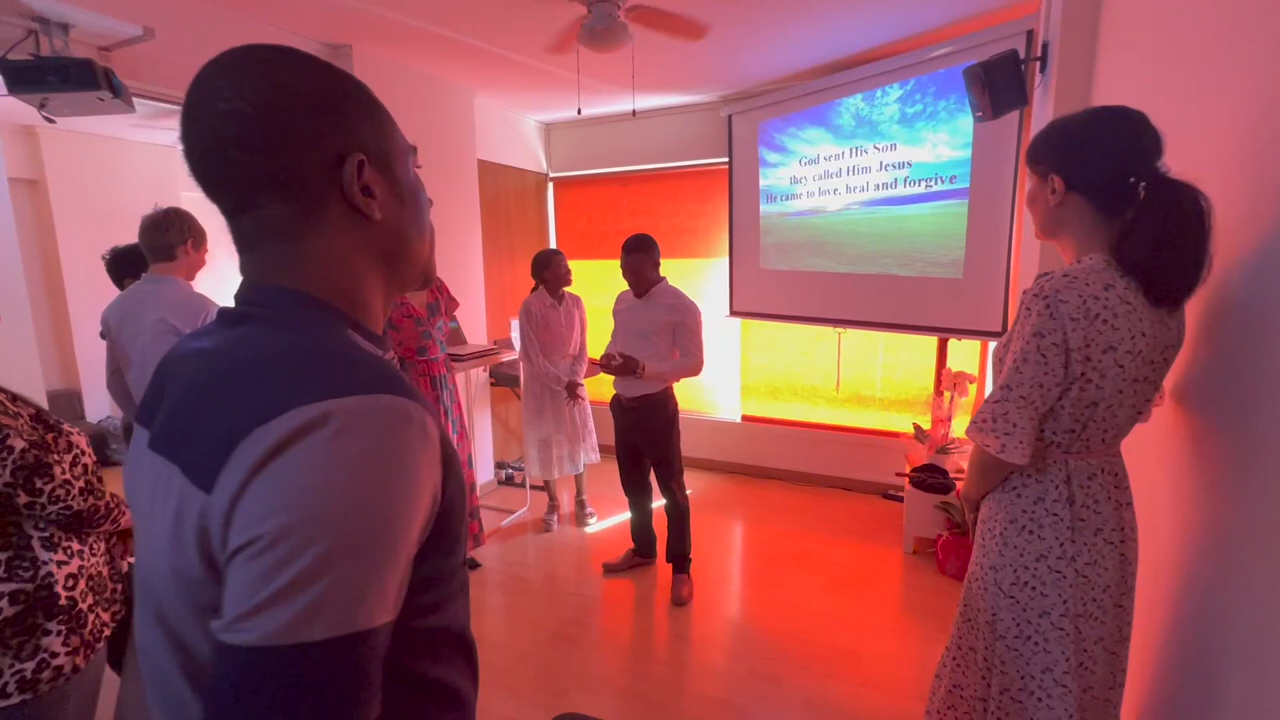 God sent His Son
they called Him Jesus
He came to love, heal and forgive